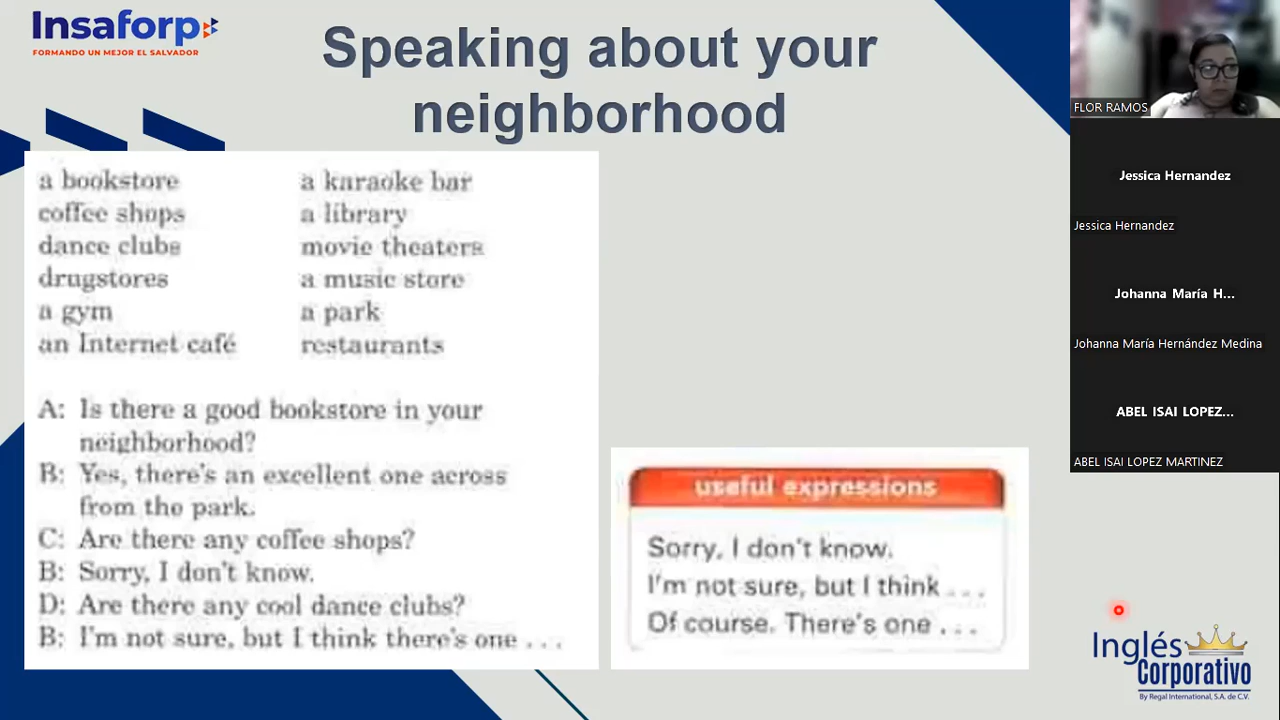 Insaforp
FORMANDO UN MEJOR EL SALVADOR
Speaking about your
neighborhood
a bookstore
coffee shops
dance clubs
drugstores
a gym
an Internet café
a karaoke bar
a library
movie theaters
a music store
a park
restaurants
A: Is there a good bookstore in your
neighborhood?
B: Yes, there's an excellent one across
from the park.
C: Are there any coffee shops?
B: Sorry, I don't know.
D: Are there any cool dance clubs?
B: I'm not sure, but I think there's one . . .
useful expressions
Sorry, I don't know.
I'm not sure, but I think . . .
Of course. There's one . . .
FLOR RAMOS
Jessica Hernandez
Jessica Hernandez
Johanna María H...
Johanna María Hernández Medina
ABEL ISAI LOPEZ...
ABEL ISAI LOPEZ MARTINEZ
Inglés
Corporativo
By Regal International, S.A. de C.V.